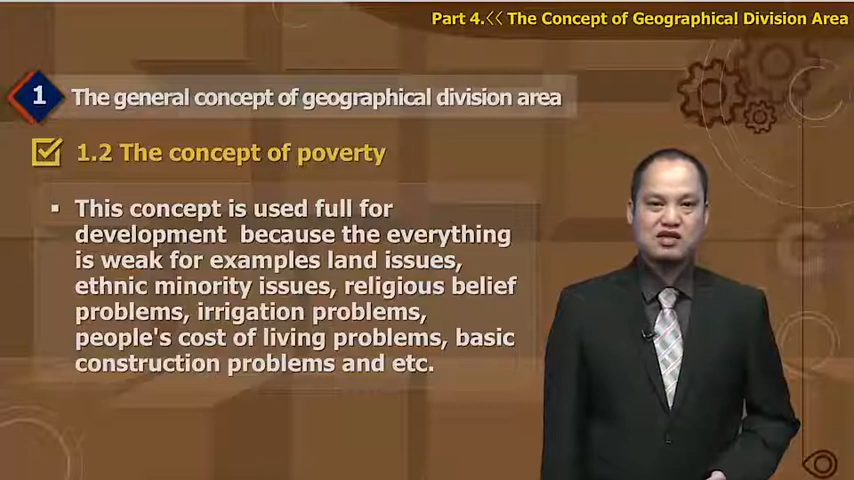 Part 4.<< The Concept of Geographical Division Area
1 The general concept of geographical division area
1.2 The concept of poverty
▪ This concept is used full for
development because the everything
is weak for examples land issues,
ethnic minority issues, religious belief
problems, irrigation problems,
people's cost of living problems, basic
construction problems and etc.